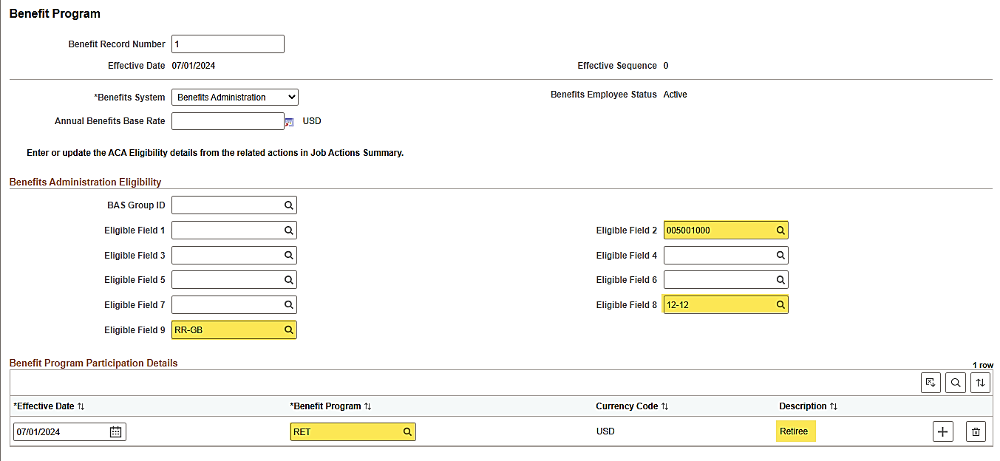 Benefit Program
Benefit Record Number 1
Effective Date 07/01/2024 Effective Sequence 0
*Benefits System Benefits Administration Benefits Employee Status Active
Annual Benefits Base Rate USD
Enter or update the ACA Eligibility details from the related actions in Job Actions Summary.
Benefits Administration Eligibility
BAS Group ID
Eligible Field 1 Eligible Field 2 005001000
Eligible Field 3 Eligible Field 4
Eligible Field 5 Eligible Field 6
Eligible Field 7 Eligible Field 8 12-12
Eligible Field 9 RR-GB
Benefit Program Participation Details
1 row
*Effective Date *Benefit Program Currency Code Description
07/01/2024 RET USD Retiree